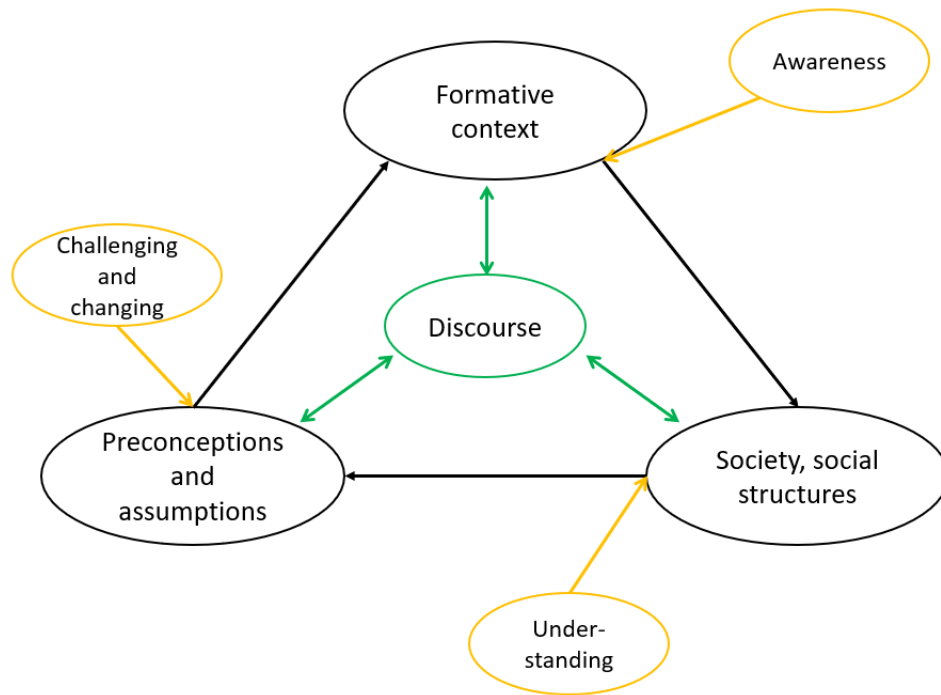 Awareness
Formative
context
Challenging
and
changing
Discourse
Preconceptions
and
assumptions
Society, social
structures
Under-
standing